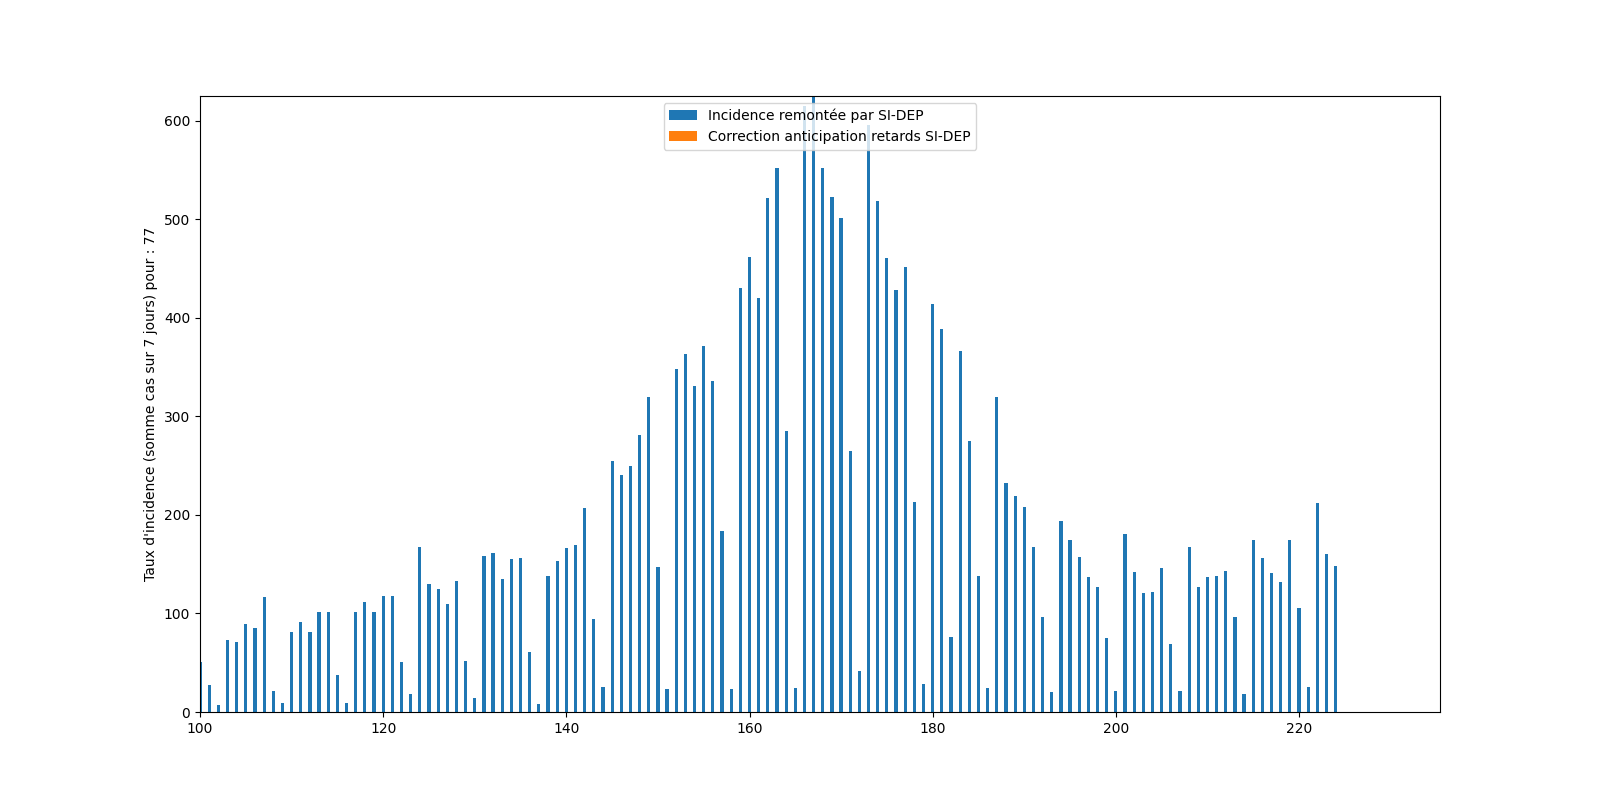 Incidence remontée par SI-DEP
Correction anticipation retards SI-DEP
Taux d'incidence (somme cas sur 7 jours) pour : 77
600
500
400
300
200
100
0
100 120 140 160 180 200 220